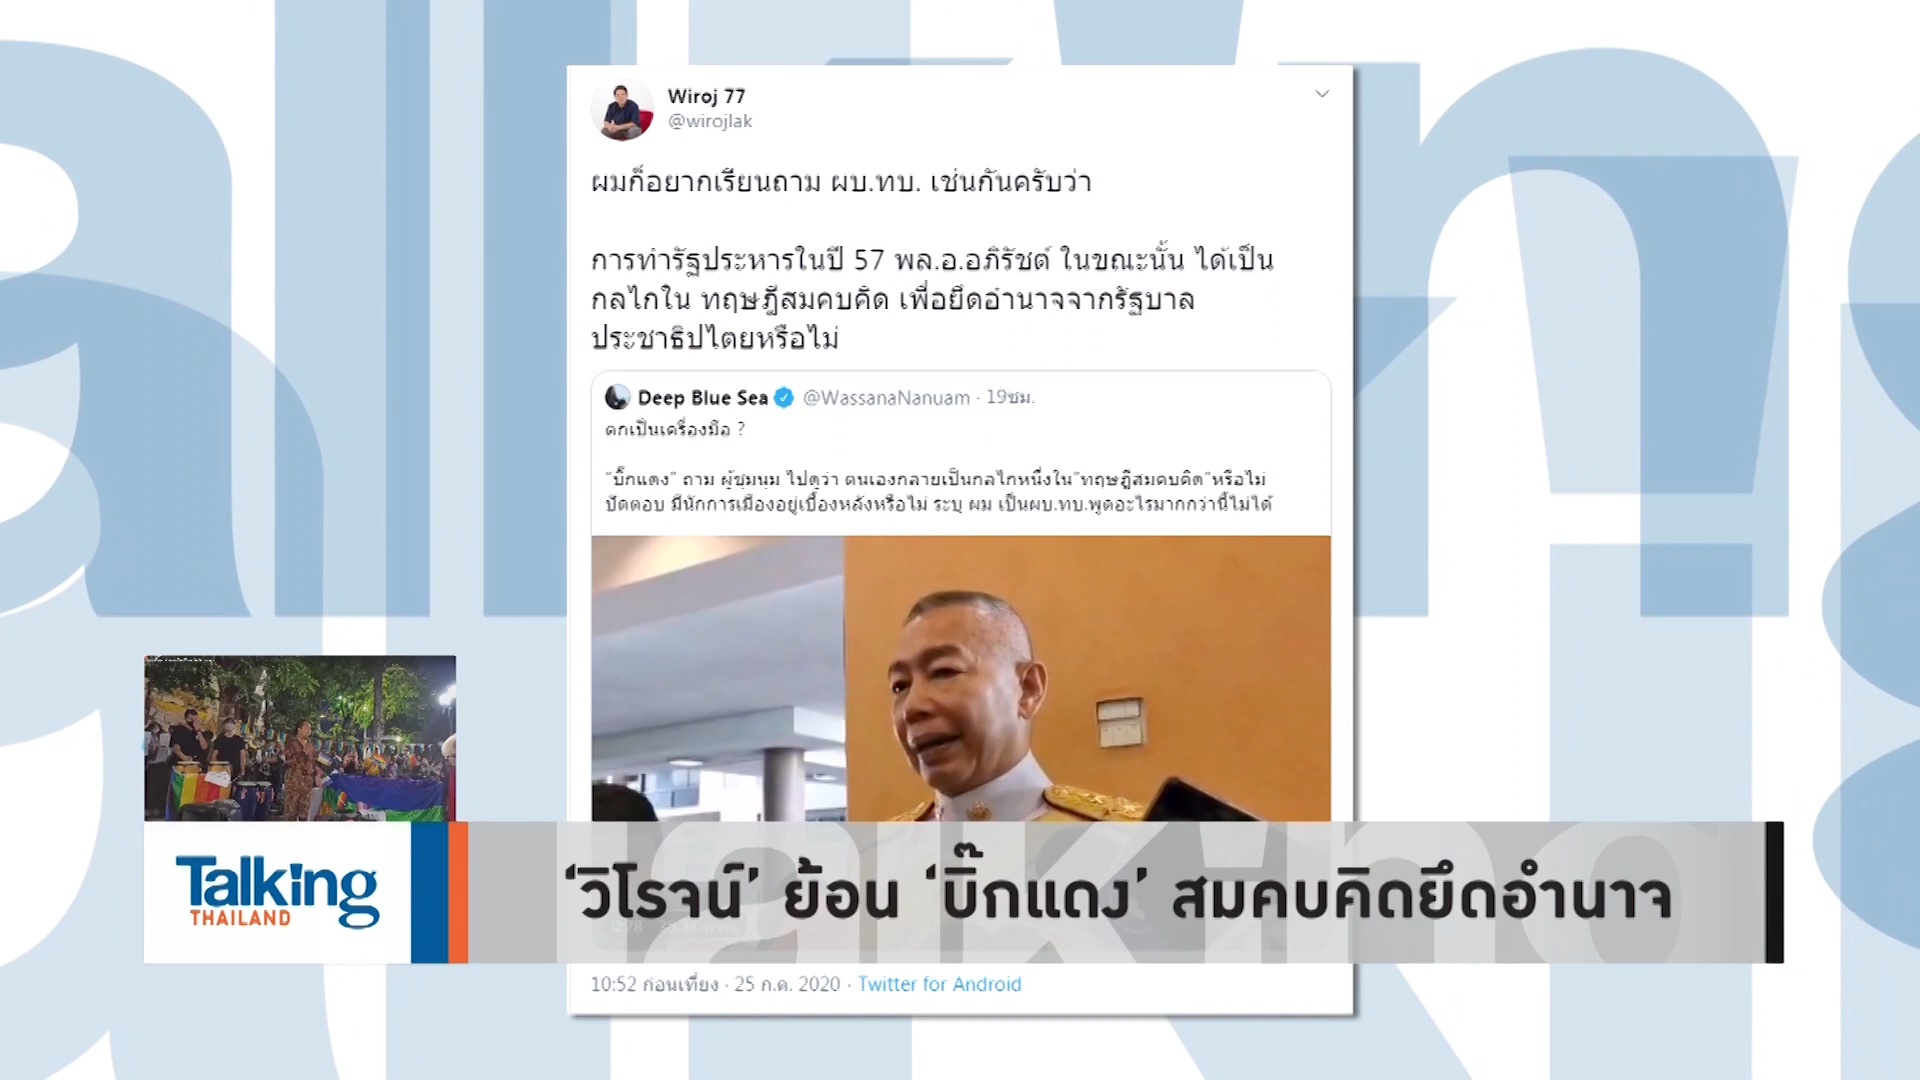 Wiroj 77
@wirojlak
ผมก็อยากเรียนถาม ผบ.ทบ. เช่นกันครับว่า
การทำรัฐประหารในปี 57 พล.อ.อภิรัชต์ ในขณะนั้น ได้เป็น
กลไกใน ทฤษฎีสมคบคิด เพื่อยึดอำนาจจากรัฐบาล
ประชาธิปไตยหรือไม่
Deep Blue Sea @WassanaNanuam · 19ชม.
ตกเป็นเครื่องมือ ?
"บิ๊กแดง" ถาม ผู้ชุมนุม ไปดูว่า ตนเองกลายเป็นกลไกหนึ่งใน"ทฤษฎีสมคบคิด"หรือไม่
ปัดตอบ มีนักการเมืองอยู่เบื้องหลังหรือไม่ ระบุ ผม เป็นผบ.ทบ.พูดอะไรมากกว่านี้ไม่ได้
Talking
THAILAND
'วิโรจน์' ย้อน 'บิ๊กแดง' สมคบคิดยึดอำนาจ
10:52 ก่อนเที่ยง · 25 ก.ค. 2020 · Twitter for Android